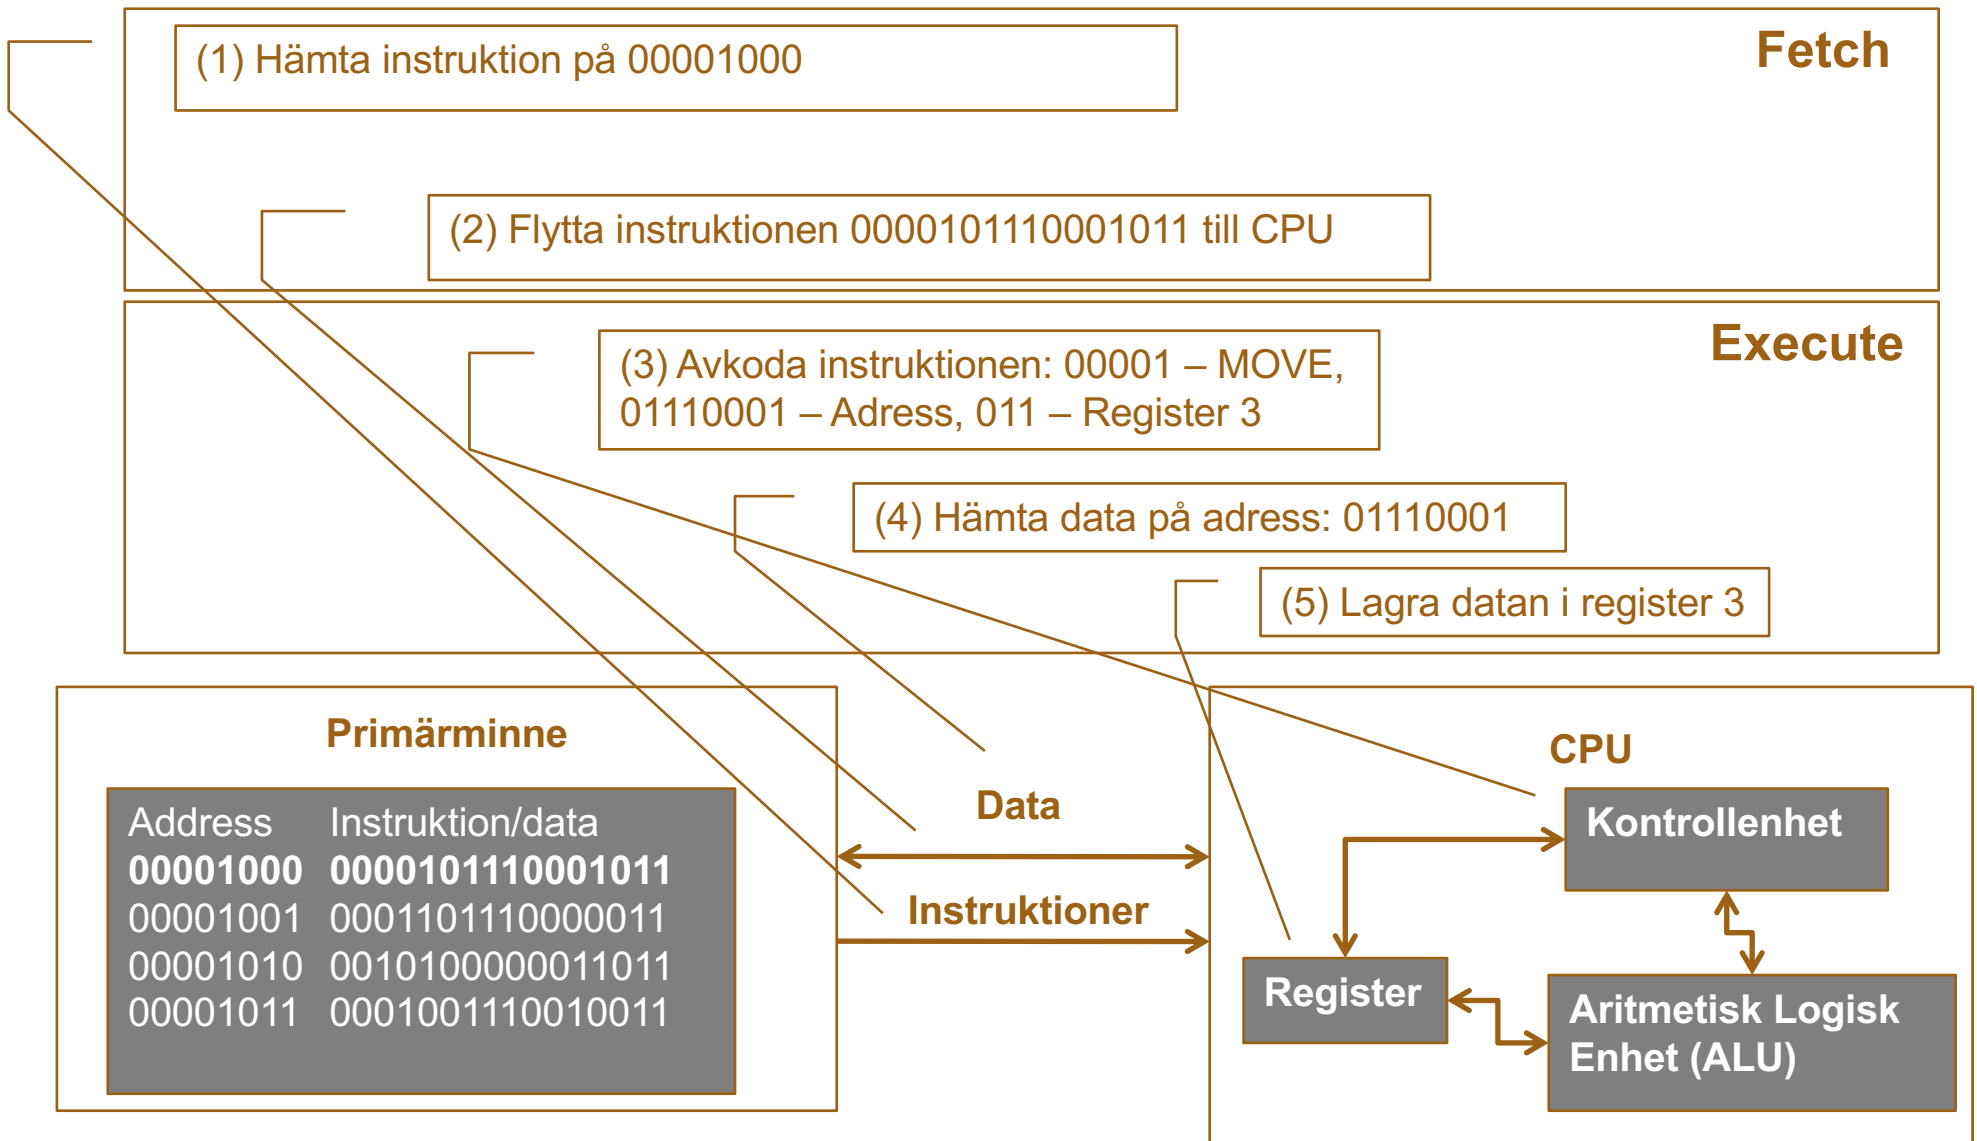 (1) Hämta instruktion på 00001000
Fetch
(2) Flytta instruktionen 0000101110001011 till CPU
Execute
(3) Avkoda instruktionen: 00001 – MOVE,
01110001 – Adress, 011 – Register 3
(4) Hämta data på adress: 01110001
(5) Lagra datan i register 3
Primärminne
Address Instruktion/data
00001000 0000101110001011
00001001 0001101110000011
00001010 0010100000011011
00001011 0001001110010011
Data
Instruktioner
CPU
Kontrollenhet
Register
Aritmetisk Logisk
Enhet (ALU)